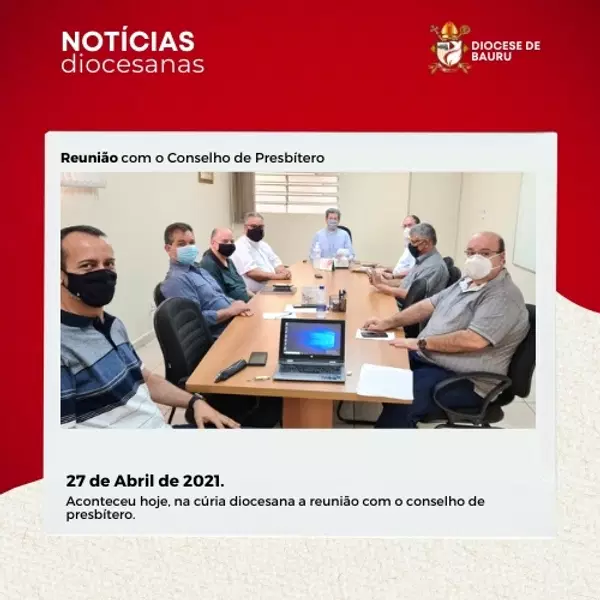 NOTÍCIAS
diocesanas
DIOCESE DE
BAURU
Reunião com o Conselho de Presbítero
27 de Abril de 2021.
Aconteceu hoje, na cúria diocesana a reunião com o conselho de
presbítero.